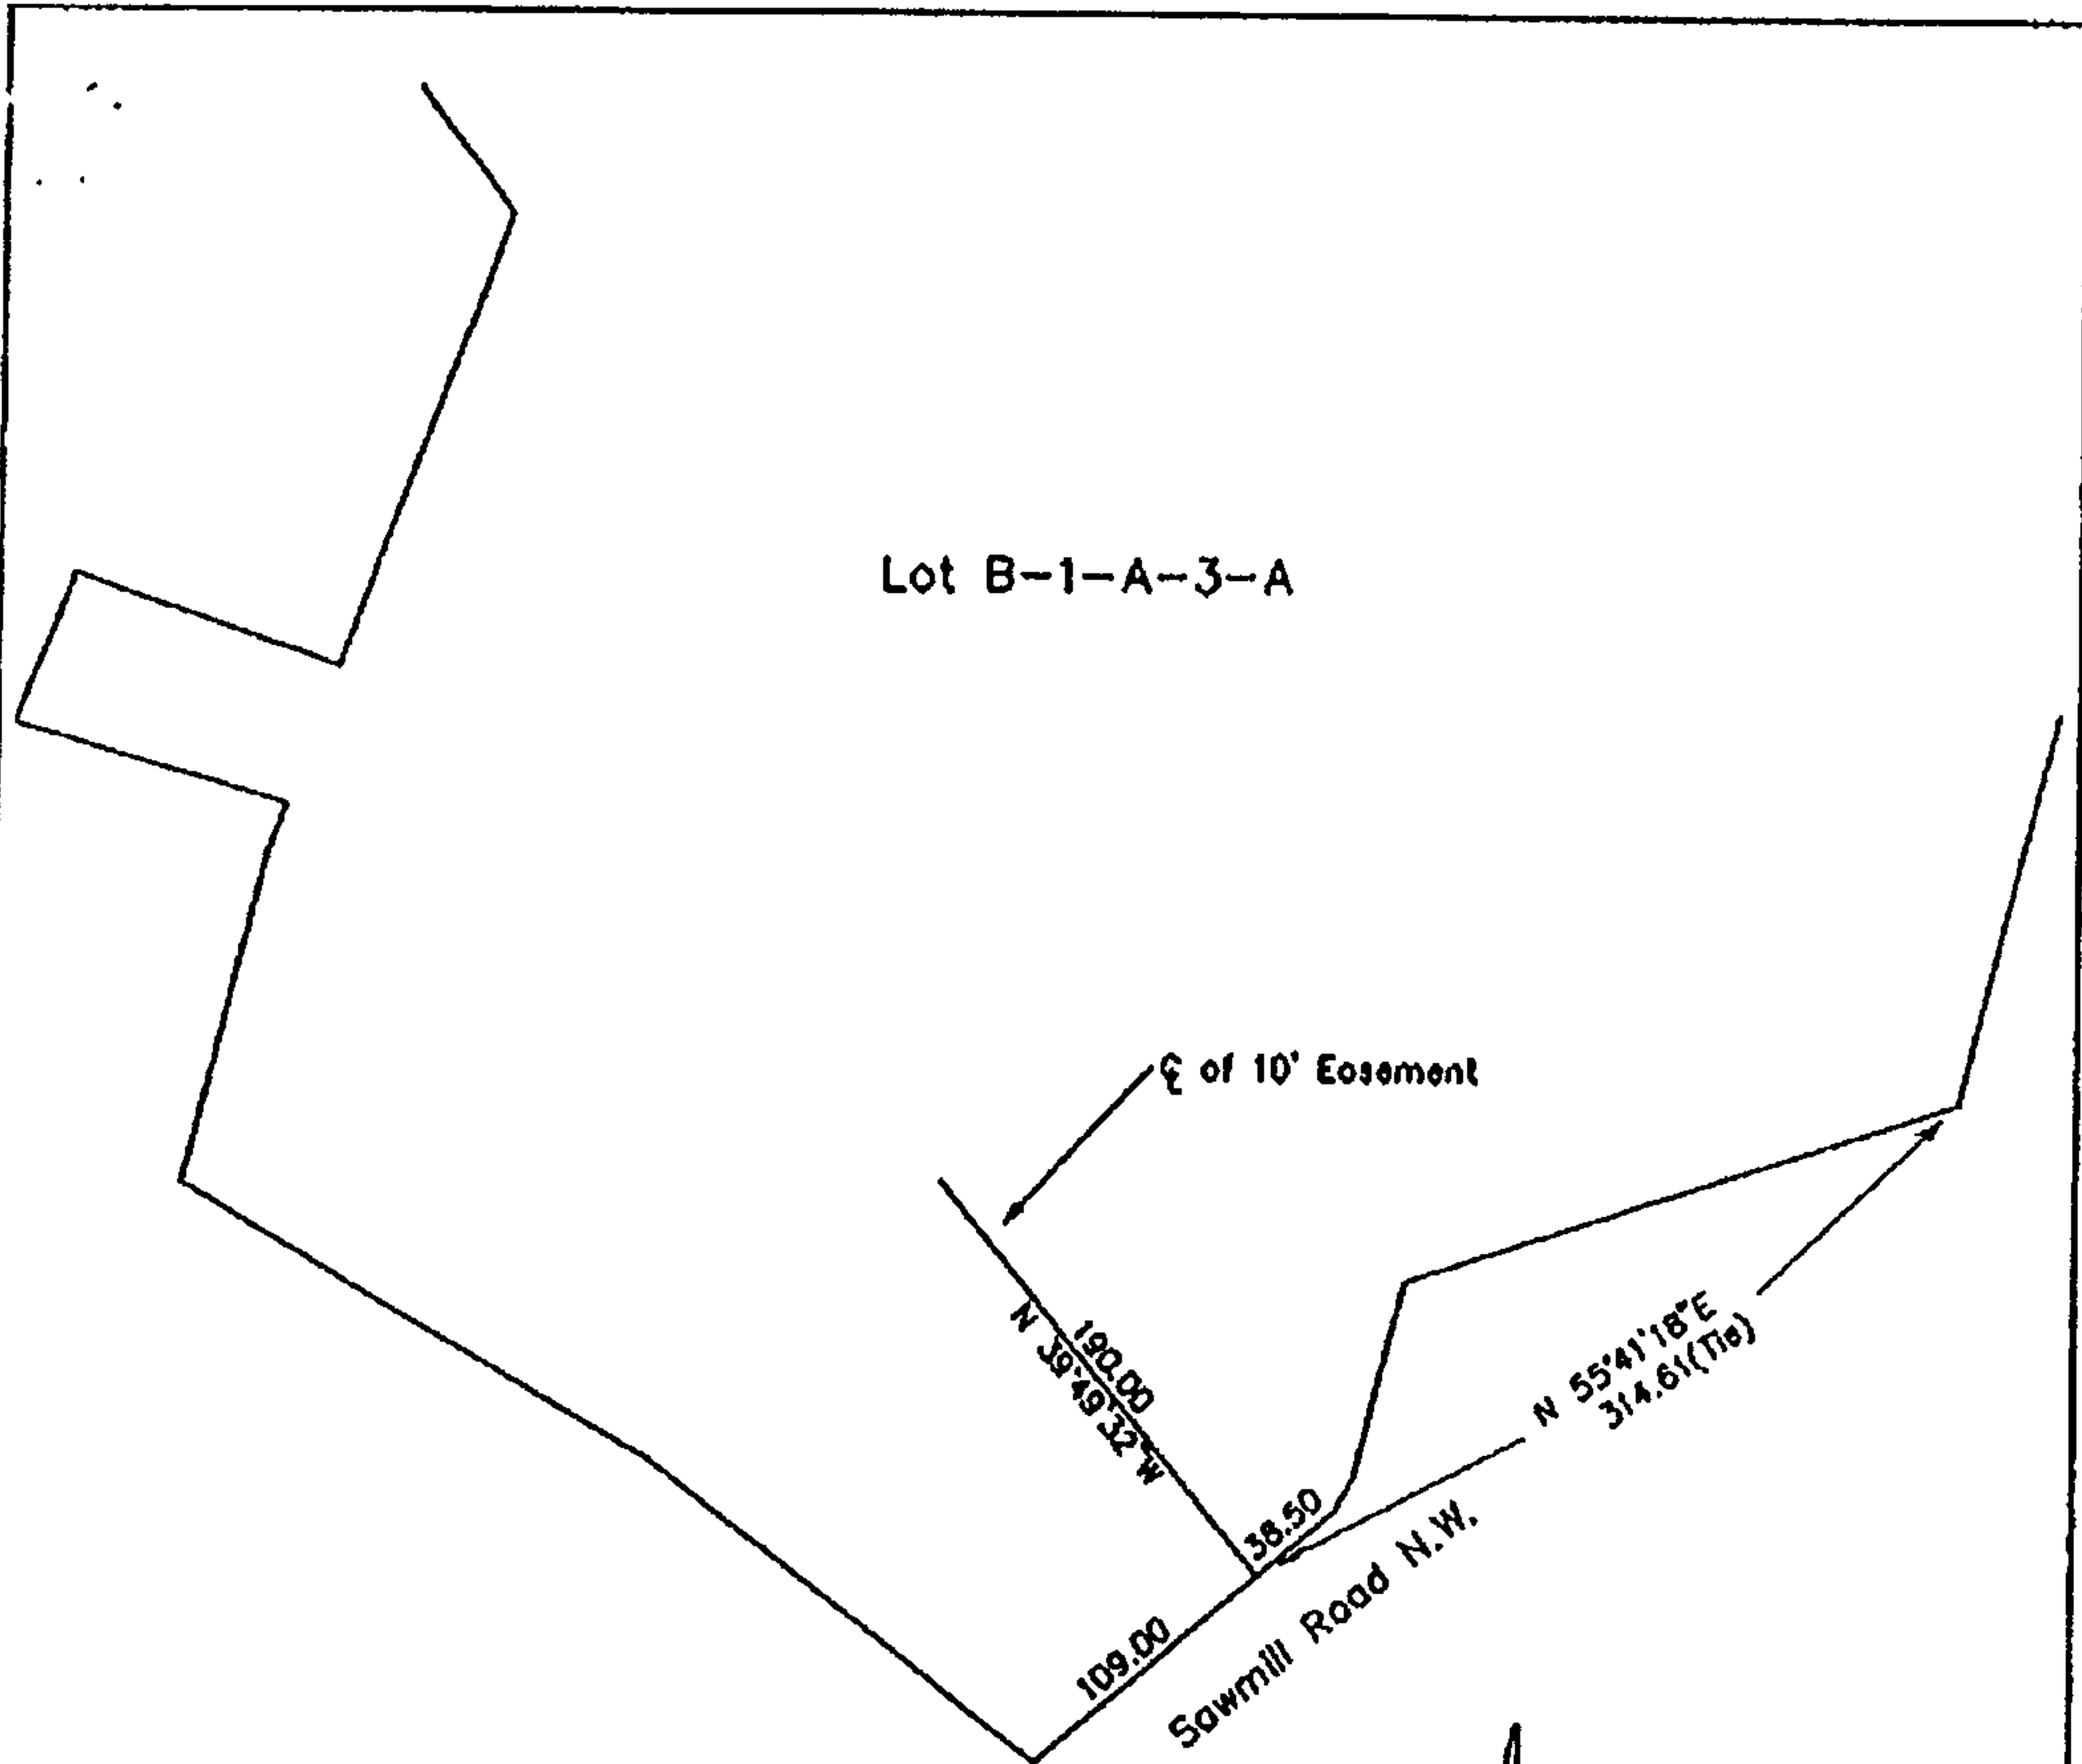 Lot B-1-A-3-A
℄ of 10' Easement
190.00
N 39°49'32"W
N 55°41'18"E
314.61(Tie)
38.50
109.00
Sawmill Road N.W.